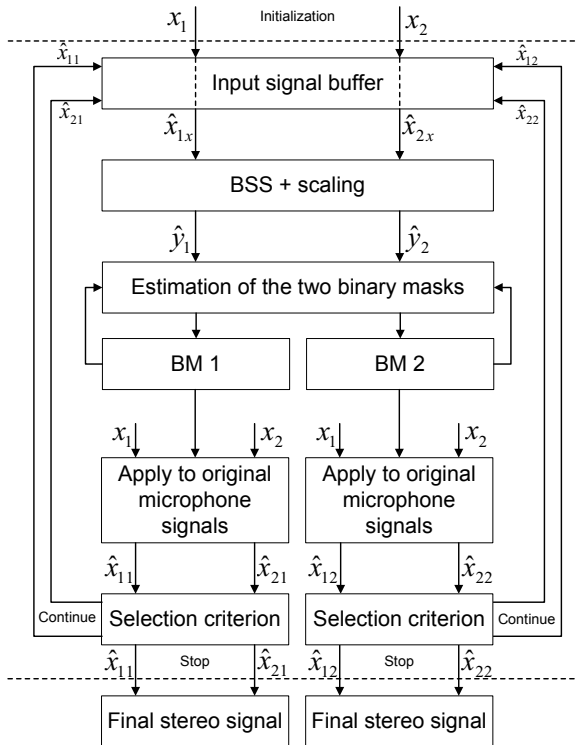 x₁ Initialization x₂
x̂₁₁ x̂₁₂
Input signal buffer
x̂₂₁ x̂₂₂
x̂₁ₓ x̂₂ₓ
BSS + scaling
ŷ₁ ŷ₂
Estimation of the two binary masks
BM 1 BM 2
x₁ x₂ x₁ x₂
Apply to original Apply to original
microphone microphone
signals signals
x̂₁₁ x̂₂₁ x̂₁₂ x̂₂₂
Continue Selection criterion Selection criterion Continue
x̂₁₁ Stop x̂₂₁ x̂₁₂ Stop x̂₂₂
Final stereo signal Final stereo signal